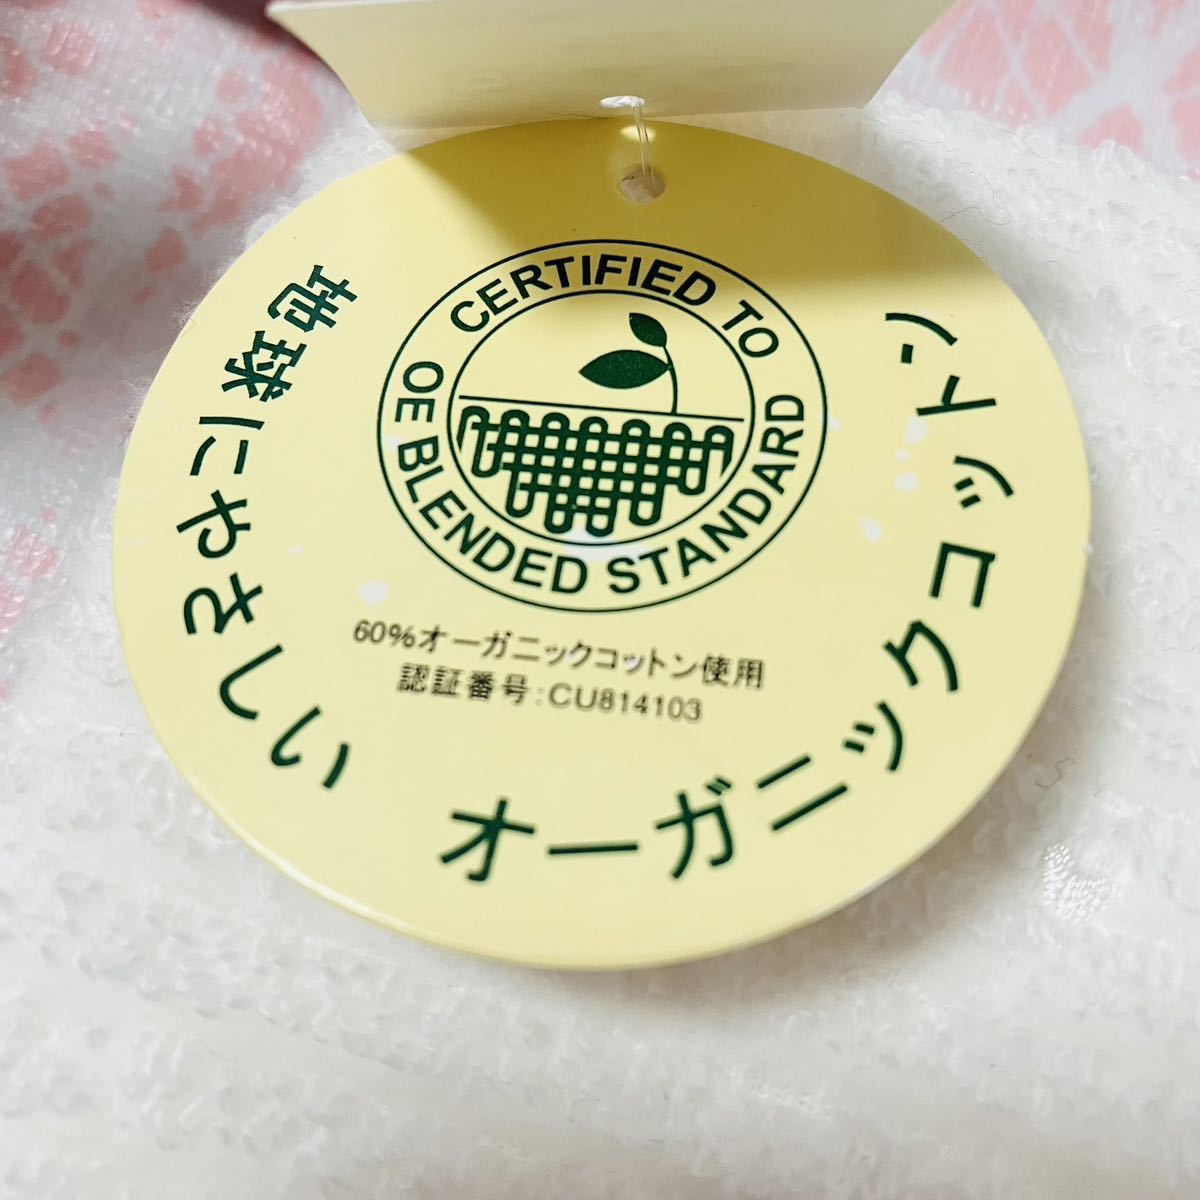 CERTIFIED TO
OE BLENDED STANDARD
60%オーガニックコットン使用
認証番号:CU814103
地球にやさしい オーガニックコットン